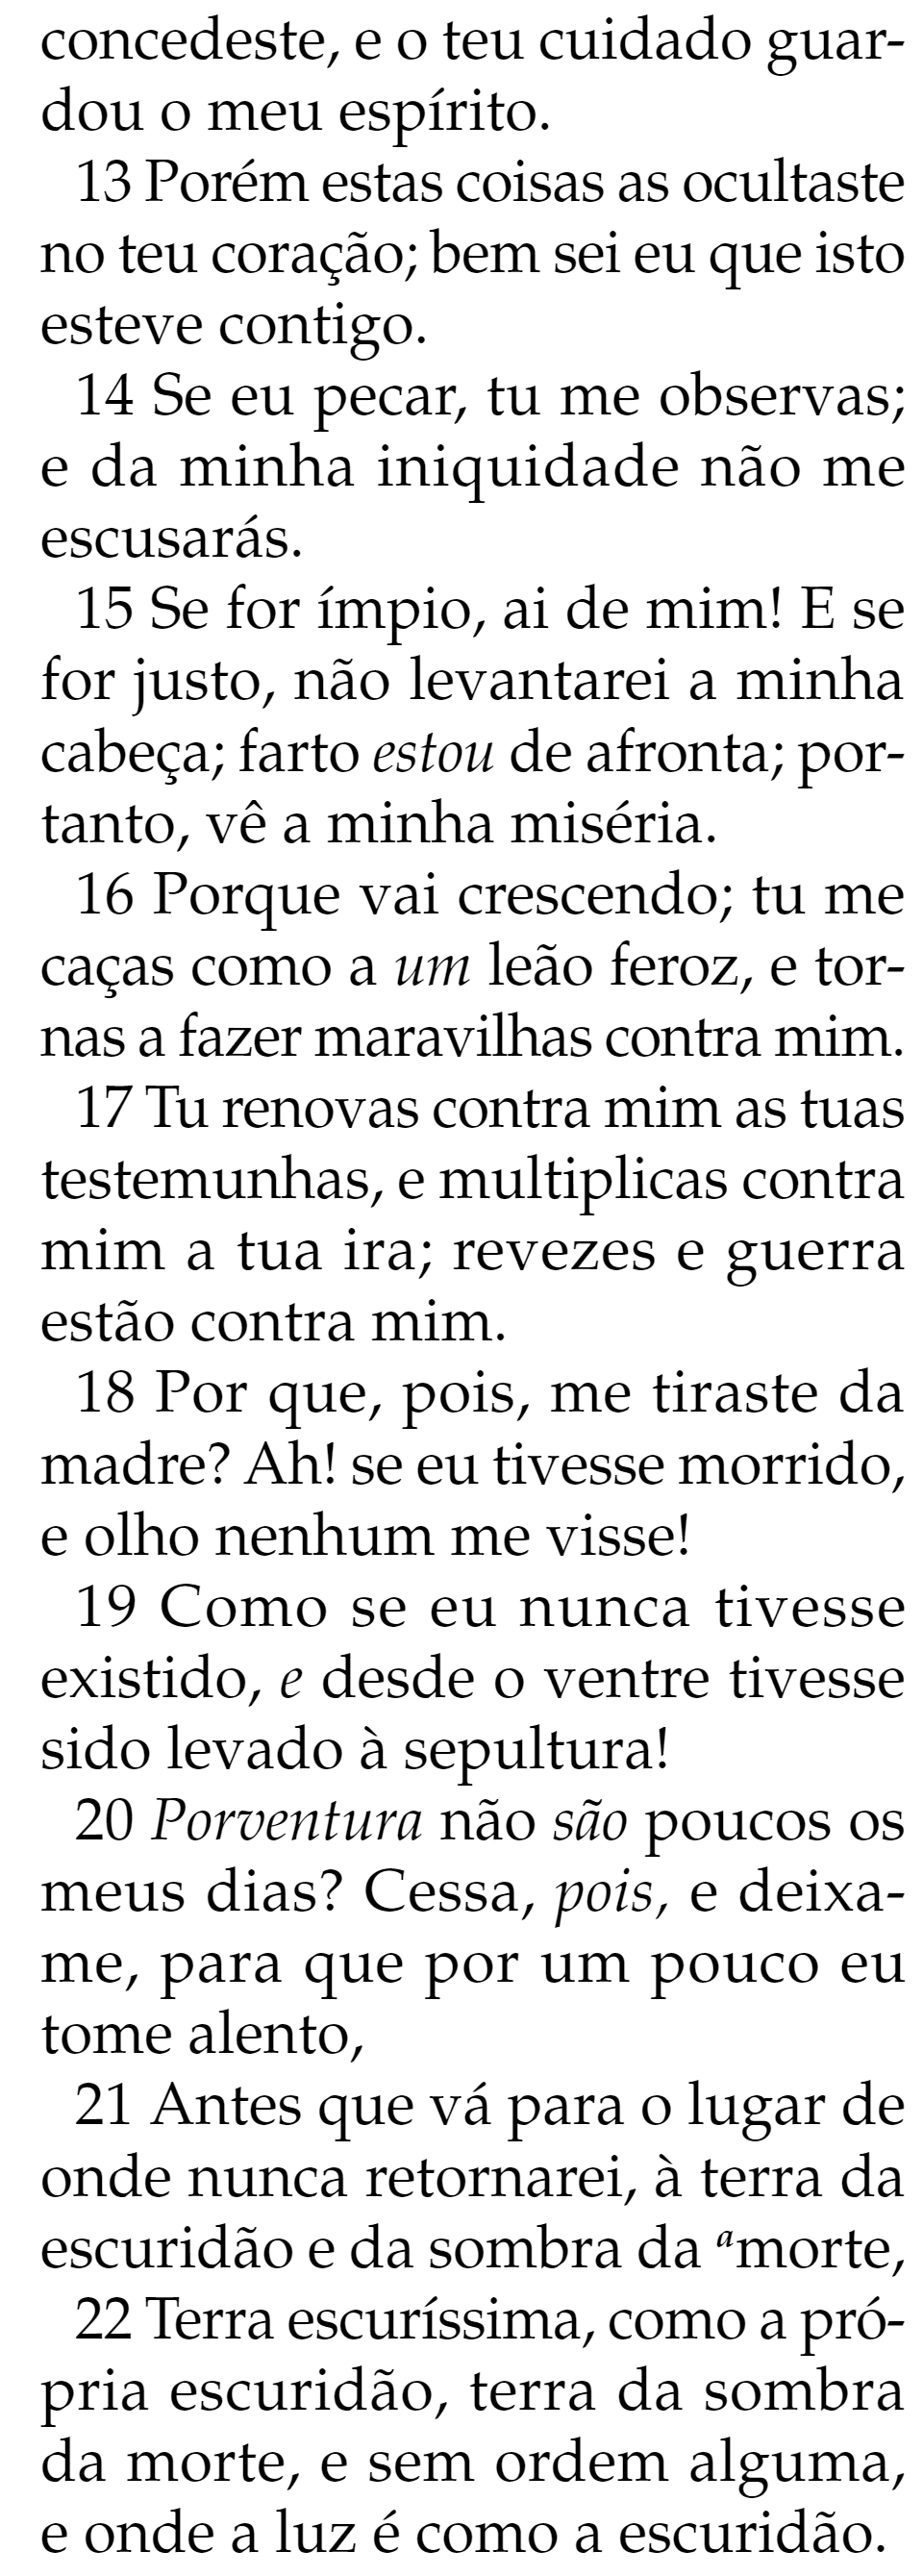 concedeste, e o teu cuidado guar-
dou o meu espírito.
13 Porém estas coisas as ocultaste
no teu coração; bem sei eu que isto
esteve contigo.
14 Se eu pecar, tu me observas;
e da minha iniquidade não me
escusarás.
15 Se for ímpio, ai de mim! E se
for justo, não levantarei a minha
cabeça; farto estou de afronta; por-
tanto, vê a minha miséria.
16 Porque vai crescendo; tu me
caças como a um leão feroz, e tor-
nas a fazer maravilhas contra mim.
17 Tu renovas contra mim as tuas
testemunhas, e multiplicas contra
mim a tua ira; revezes e guerra
estão contra mim.
18 Por que, pois, me tiraste da
madre? Ah! se eu tivesse morrido,
e olho nenhum me visse!
19 Como se eu nunca tivesse
existido, e desde o ventre tivesse
sido levado à sepultura!
20 Porventura não são poucos os
meus dias? Cessa, pois, e deixa-
me, para que por um pouco eu
tome alento,
21 Antes que vá para o lugar de
onde nunca retornarei, à terra da
escuridão e da sombra da ᵃmorte,
22 Terra escuríssima, como a pró-
pria escuridão, terra da sombra
da morte, e sem ordem alguma,
e onde a luz é como a escuridão.